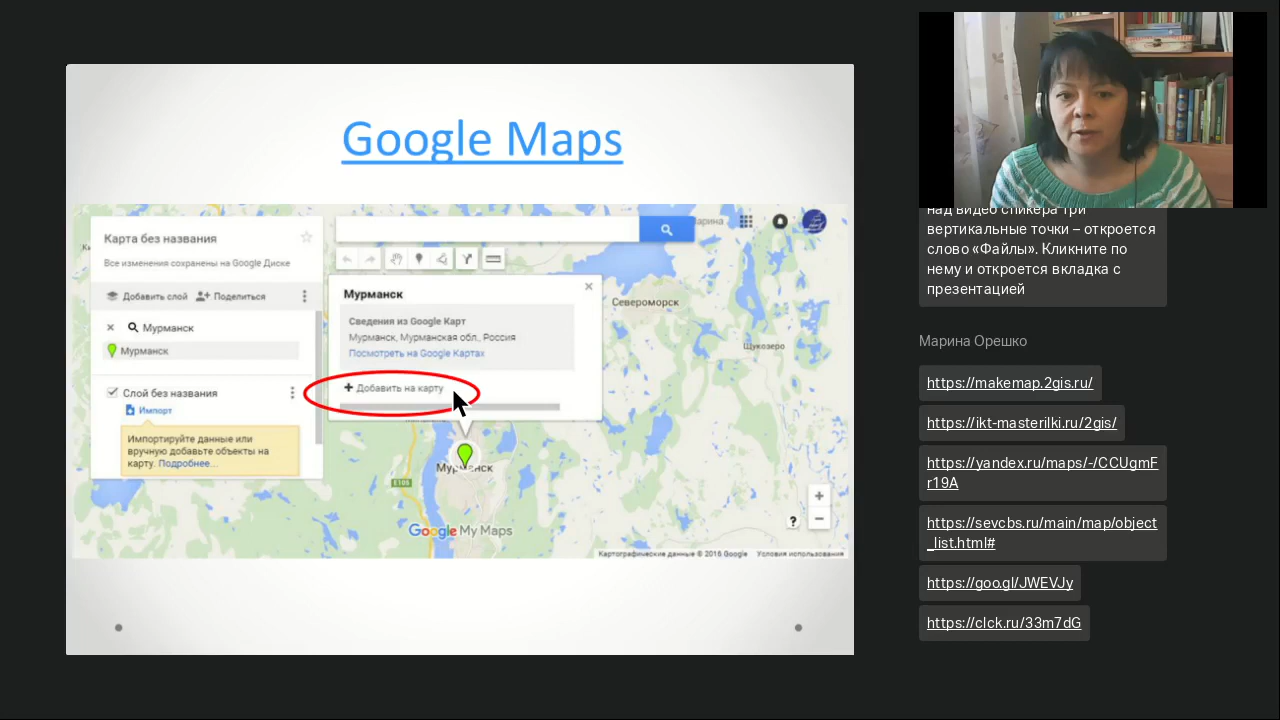 Google Maps
Карта без названия
Все изменения сохранены на Google Диске
Добавить слой Поделиться
Мурманск
Мурманск
Слой без названия
Импорт
Импортируйте данные или
вручную добавьте объекты на
карту. Подробнее...
арина
Мурманск
Сведения из Google Карт
Мурманск, Мурманская обл., Россия
Посмотреть на Google Картах
Добавить на карту
Североморск
Щукозеро
Мурманск
E105
Google My Maps
Картографические данные © 2016 Google Условия использования
над видео спикера три
вертикальные точки – откроется
слово «Файлы». Кликните по
нему и откроется вкладка с
презентацией
Марина Орешко
https://makemap.2gis.ru/
https://ikt-masterilki.ru/2gis/
https://yandex.ru/maps/-/CCUgmF
r19A
https://sevcbs.ru/main/map/object
_list.html#
https://goo.gl/JWEVJy
https://clck.ru/33m7dG